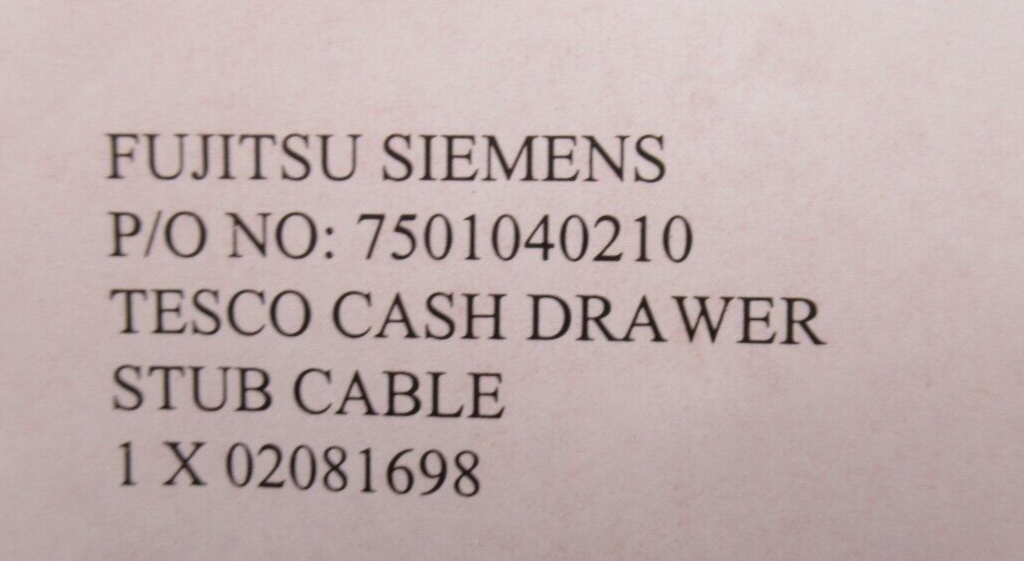 FUJITSU SIEMENS
P/O NO: 7501040210
TESCO CASH DRAWER
STUB CABLE
1 X 02081698